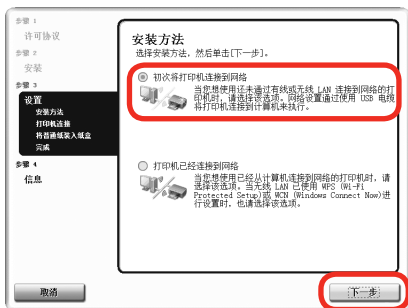 步骤 1
许可协议
步骤 2
安装
步骤 3
设置
安装方法
打印机连接
将普通纸装入纸盒
完成
步骤 4
信息
安装方法
选择安装方法，然后单击[下一步]。
初次将打印机连接到网络
当您想使用还未通过有线或无线 LAN 连接到网络的打
印机时，请选择该选项。网络设置通过使用 USB 电缆
将打印机连接到计算机来执行。
打印机已经连接到网络
当您想使用已经从计算机连接到网络的打印机时，请
选择该选项。当无线 LAN 已使用 WPS (Wi-Fi
Protected Setup)或 WCN (Windows Connect Now)进
行设置时，也请选择该选项。
取消
下一步